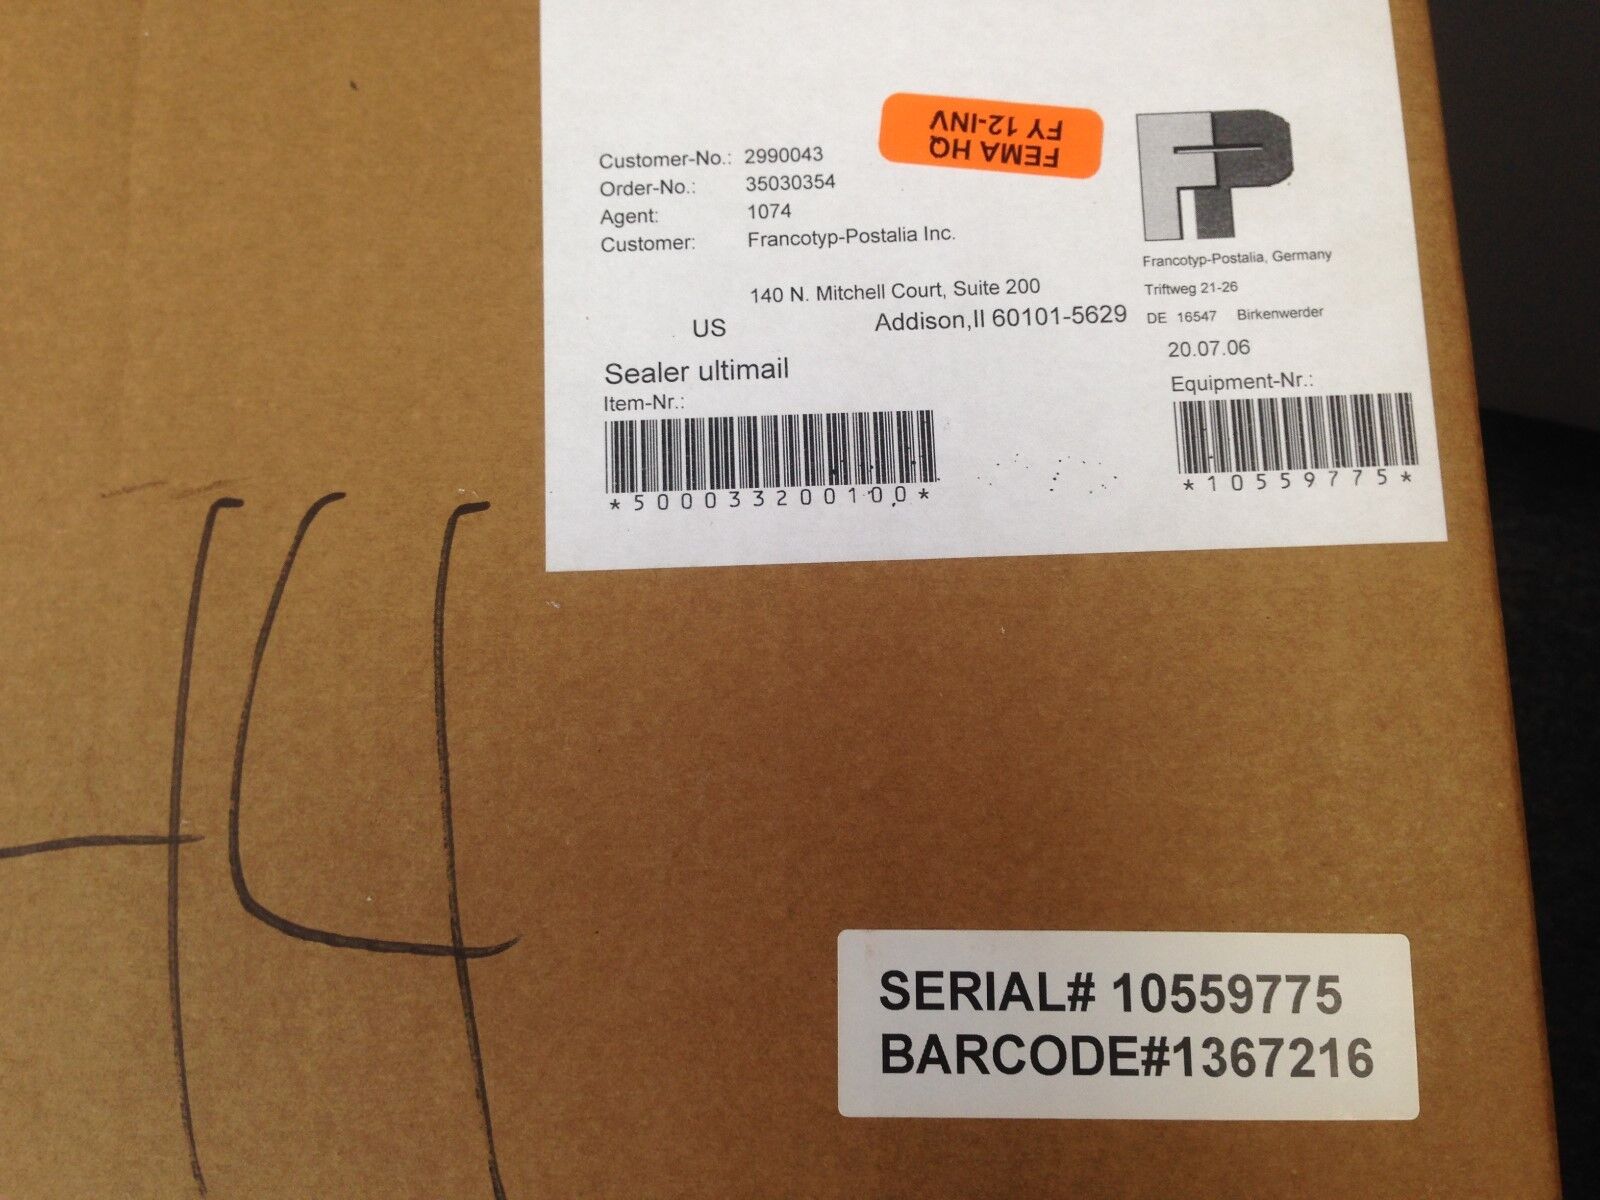 FEMA HQ
FY 12-INV
FP
Customer-No.: 2990043
Order-No.: 35030354
Agent: 1074
Customer: Francotyp-Postalia Inc.
140 N. Mitchell Court, Suite 200
US Addison,Il 60101-5629
Francotyp-Postalia, Germany
Triftweg 21-26
DE 16547 Birkenwerder
20.07.06
Sealer ultimail
Item-Nr.:
*500033200100*
Equipment-Nr.:
*10559775*
14
SERIAL# 10559775
BARCODE#1367216